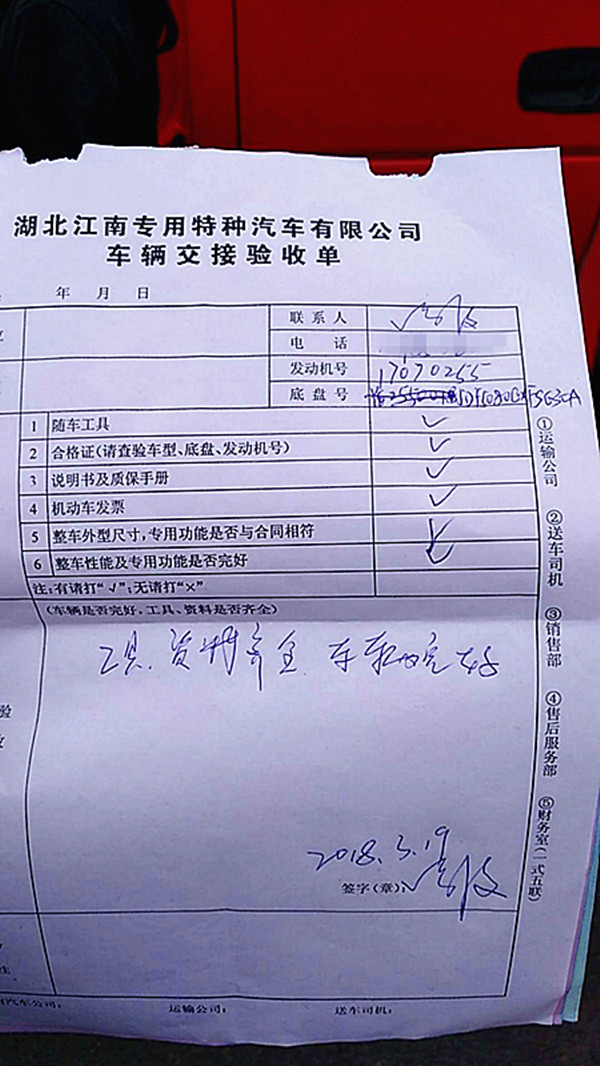 湖北江南专用特种汽车有限公司
车辆交接验收单
年 月 日
联系人
电 话
发动机号 17070255
底盘号
1 随车工具 ✓
2 合格证(请查验车型、底盘、发动机号) ✓
3 说明书及质保手册 ✓
4 机动车发票 ✓
5 整车外型尺寸,专用功能是否与合同相符 ✓
6 整车性能及专用功能是否完好 ✓
注:有请打"√";无请打"×"
(车辆是否完好,工具、资料是否齐全)
工具、资料齐全 车辆完好
2018.3.19
签字(章):
汽车公司: 运输公司: 送车司机:
①运输公司 ②送车司机 ③销售部 ④售后服务部 ⑤财务室(一式五联)